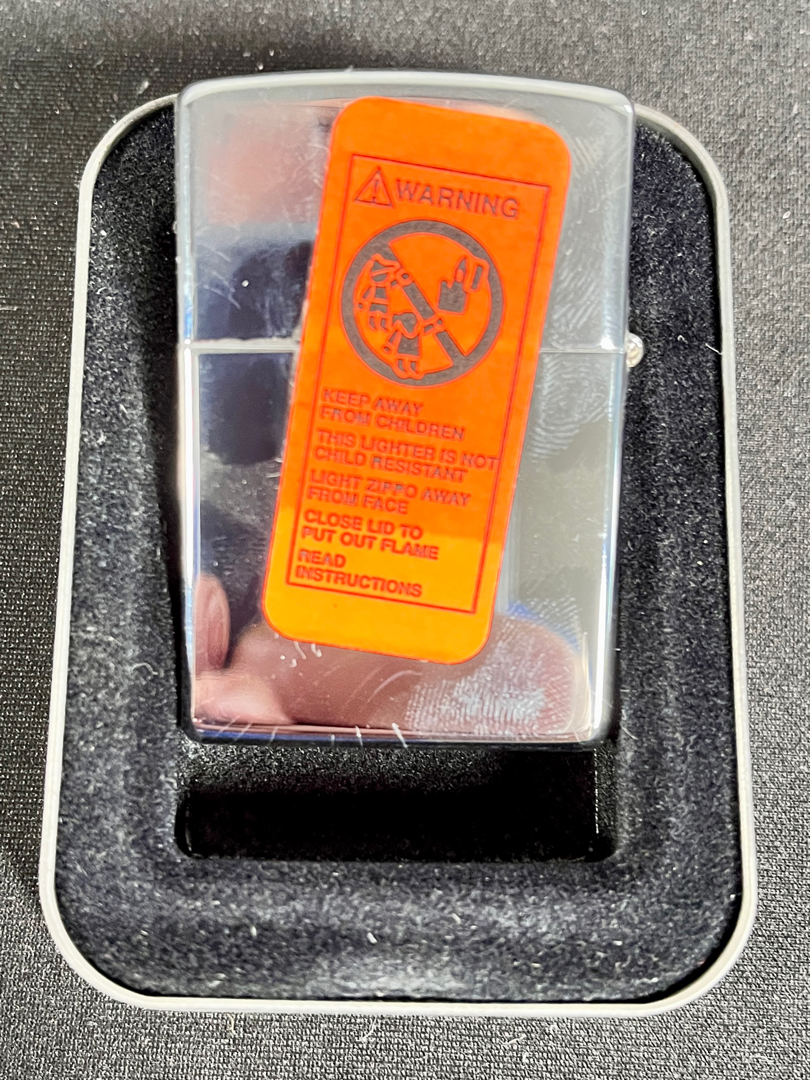 WARNING
KEEP AWAY
FROM CHILDREN
THIS LIGHTER IS NOT
CHILD RESISTANT
LIGHT ZIPPO AWAY
FROM FACE
CLOSE LID TO
PUT OUT FLAME
READ
INSTRUCTIONS